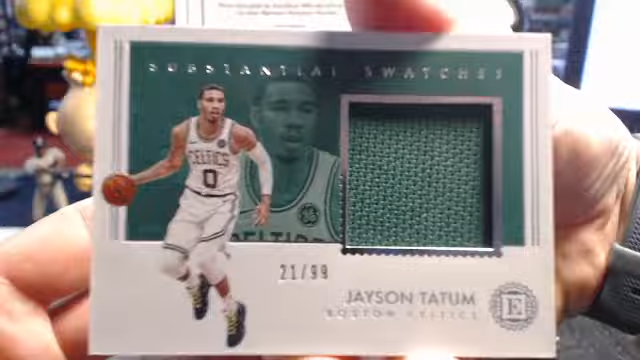 SUBSTANTIAL SWATCHES
CELTICS
0
21/99
JAYSON TATUM
BOSTON CELTICS
E